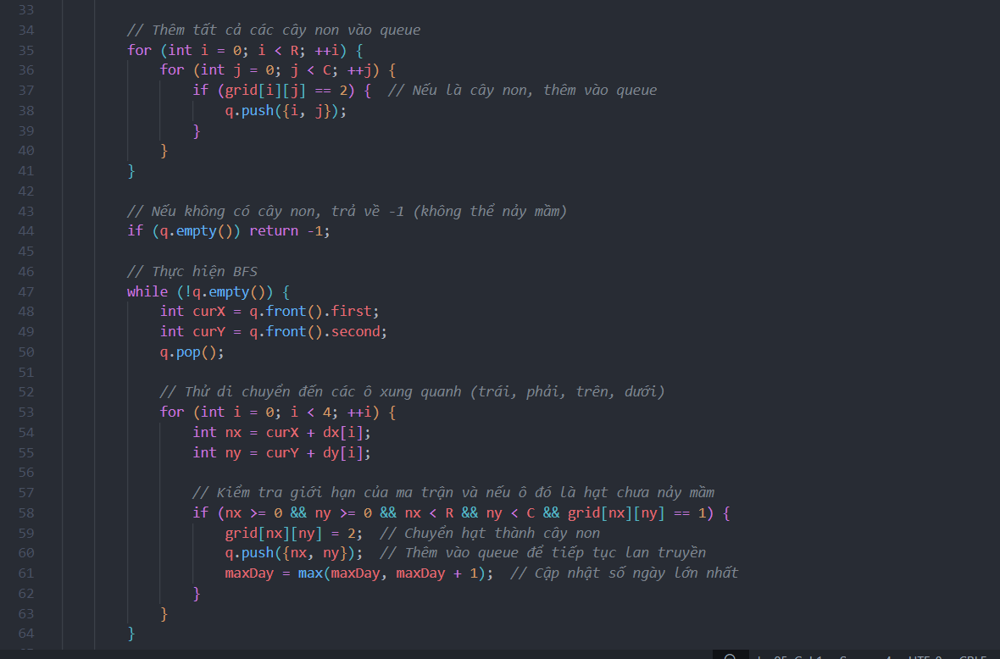 33
34 // Thêm tất cả các cây non vào queue
35 for (int i = 0; i < R; ++i) {
36 for (int j = 0; j < C; ++j) {
37 if (grid[i][j] == 2) { // Nếu là cây non, thêm vào queue
38 q.push({i, j});
39 }
40 }
41 }
42
43 // Nếu không có cây non, trả về -1 (không thể nảy mầm)
44 if (q.empty()) return -1;
45
46 // Thực hiện BFS
47 while (!q.empty()) {
48 int curX = q.front().first;
49 int curY = q.front().second;
50 q.pop();
51
52 // Thử di chuyển đến các ô xung quanh (trái, phải, trên, dưới)
53 for (int i = 0; i < 4; ++i) {
54 int nx = curX + dx[i];
55 int ny = curY + dy[i];
56
57 // Kiểm tra giới hạn của ma trận và nếu ô đó là hạt chưa nảy mầm
58 if (nx >= 0 && ny >= 0 && nx < R && ny < C && grid[nx][ny] == 1) {
59 grid[nx][ny] = 2; // Chuyển hạt thành cây non
60 q.push({nx, ny}); // Thêm vào queue để tiếp tục lan truyền
61 maxDay = max(maxDay, maxDay + 1); // Cập nhật số ngày lớn nhất
62 }
63 }
64 }